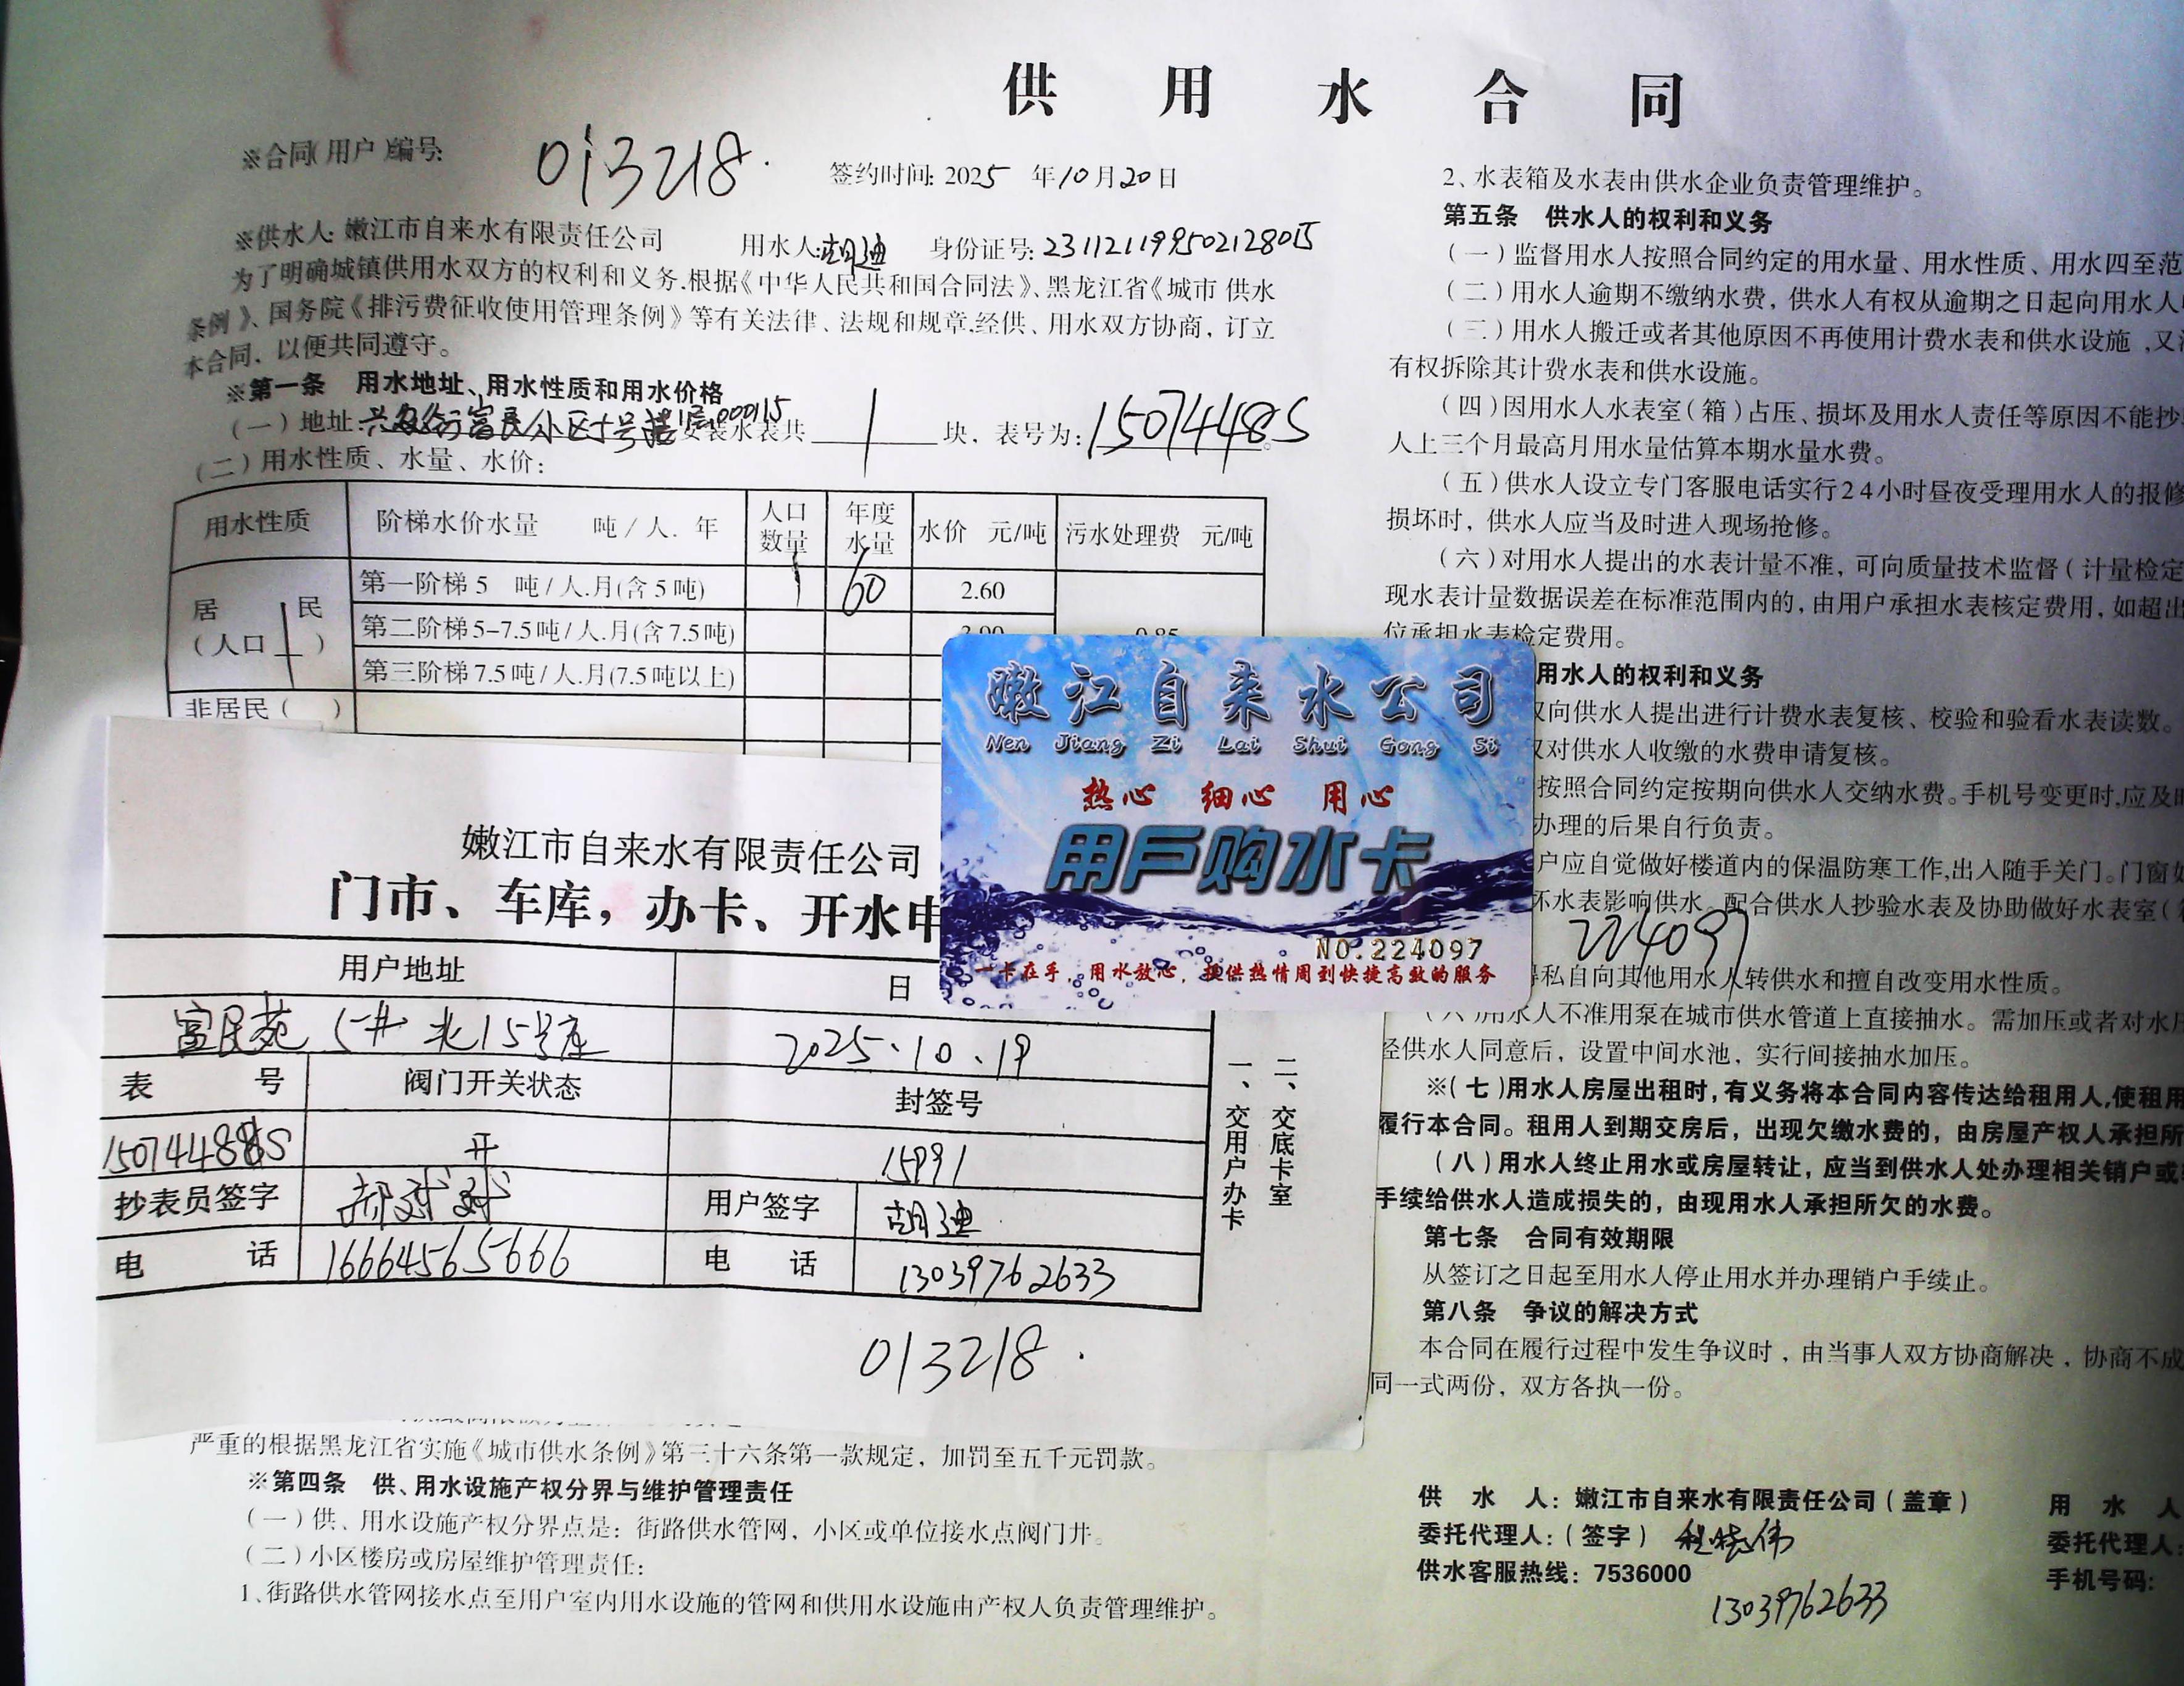 供用水合同
※合同(用户)编号: 013218.
签约时间: 2025 年10月20日
※供水人: 嫩江市自来水有限责任公司 用水人: 胡迪 身份证号:
为了明确城镇供用水双方的权利和义务.根据《中华人民共和国合同法》、黑龙江省《城市 供水
条例》、国务院《排污费征收使用管理条例》等有关法律、法规和规章.经供、用水双方协商, 订立
本合同, 以便共同遵守。
※第一条 用水地址、用水性质和用水价格
(一) 地址: 小区5号楼 000115 安装水表共 1 块, 表号为: 15074485
(二) 用水性质、水量、水价:
用水性质 阶梯水价水量 吨/人.年 人口数量 年度水量 水价 元/吨 污水处理费 元/吨
居民(人口 1 ) 第一阶梯 5 吨/人.月(含5吨) 1 60 2.60
第二阶梯 5-7.5吨/人.月(含7.5吨) 3.90 0.85
第三阶梯 7.5吨/人.月(7.5吨以上)
非居民( )
嫩江市自来水有限责任公司
门市、车库, 办卡、开水申
用户地址 日
富民苑 5# 北15号库 2025.10.19
表号 阀门开关状态 封签号
开 15991
抄表员签字 用户签字 胡迪
电话 16664565666 电话 13039762633
一、交用户办卡
二、交底卡室
013218.
严重的根据黑龙江省实施《城市供水条例》第三十六条第一款规定, 加罚至五千元罚款。
※第四条 供、用水设施产权分界与维护管理责任
(一) 供、用水设施产权分界点是: 街路供水管网, 小区或单位接水点阀门井。
(二) 小区楼房或房屋维护管理责任:
1、街路供水管网接水点至用户室内用水设施的管网和供用水设施由产权人负责管理维护。
嫩江自来水公司
Nen Jiang Zi Lai Shui Gong Si
热心 细心 用心
用户购水卡
NO.224097
一卡在手, 用水放心, 提供热情周到快捷高效的服务
2、水表箱及水表由供水企业负责管理维护。
第五条 供水人的权利和义务
(一) 监督用水人按照合同约定的用水量、用水性质、用水四至范
(二) 用水人逾期不缴纳水费, 供水人有权从逾期之日起向用水人
(三) 用水人搬迁或者其他原因不再使用计费水表和供水设施 ,又
有权拆除其计费水表和供水设施。
(四) 因用水人水表室(箱)占压、损坏及用水人责任等原因不能抄
人上三个月最高月用水量估算本期水量水费。
(五) 供水人设立专门客服电话实行24小时昼夜受理用水人的报修
损坏时, 供水人应当及时进入现场抢修。
(六) 对用水人提出的水表计量不准, 可向质量技术监督(计量检定
现水表计量数据误差在标准范围内的, 由用户承担水表核定费用, 如超出
位承担水表检定费用。
用水人的权利和义务
向供水人提出进行计费水表复核、校验和验看水表读数。
对供水人收缴的水费申请复核。
按照合同约定按期向供水人交纳水费。手机号变更时,应及时
办理的后果自行负责。
户应自觉做好楼道内的保温防寒工作,出入随手关门。门窗
坏水表影响供水。配合供水人抄验水表及协助做好水表室(
224097
私自向其他用水人转供水和擅自改变用水性质。
(六) 用水人不准用泵在城市供水管道上直接抽水。需加压或者对水压
经供水人同意后, 设置中间水池, 实行间接抽水加压。
※(七)用水人房屋出租时, 有义务将本合同内容传达给租用人,使租用
履行本合同。租用人到期交房后, 出现欠缴水费的, 由房屋产权人承担所
(八) 用水人终止用水或房屋转让, 应当到供水人处办理相关销户或
手续给供水人造成损失的, 由现用水人承担所欠的水费。
第七条 合同有效期限
从签订之日起至用水人停止用水并办理销户手续止。
第八条 争议的解决方式
本合同在履行过程中发生争议时, 由当事人双方协商解决, 协商不成
同一式两份, 双方各执一份。
供水人: 嫩江市自来水有限责任公司(盖章) 用水人
委托代理人: (签字) 委托代理人:
供水客服热线: 7536000 手机号码:
13039762633